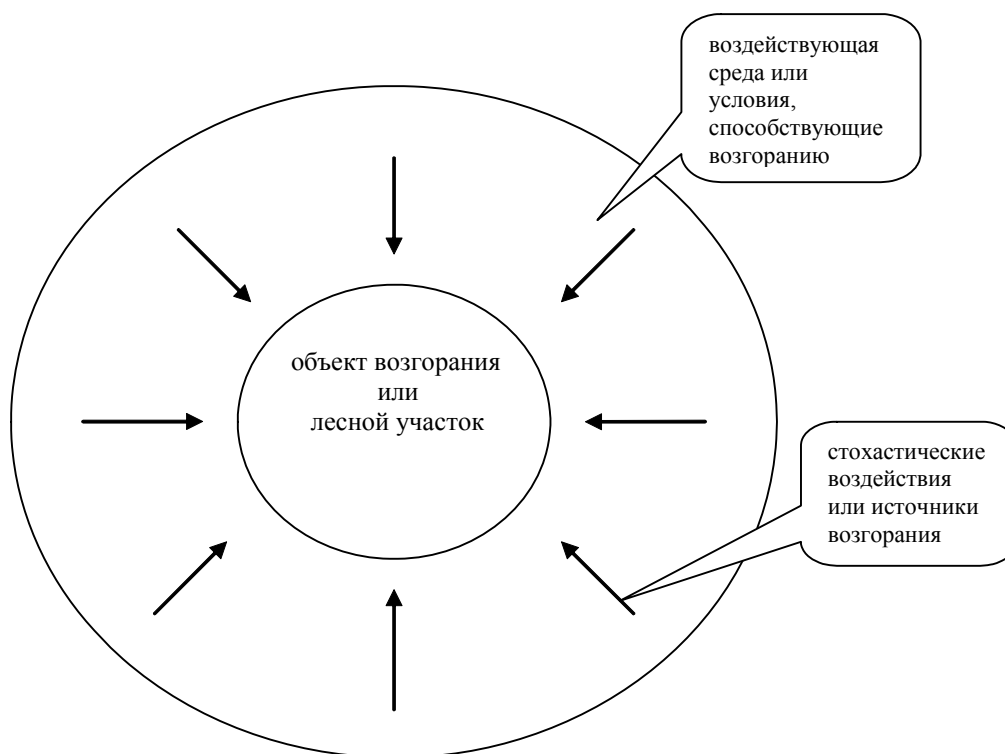 воздействующая
среда или
условия,
способствующие
возгоранию
объект возгорания
или
лесной участок
стохастические
воздействия
или источники
возгорания